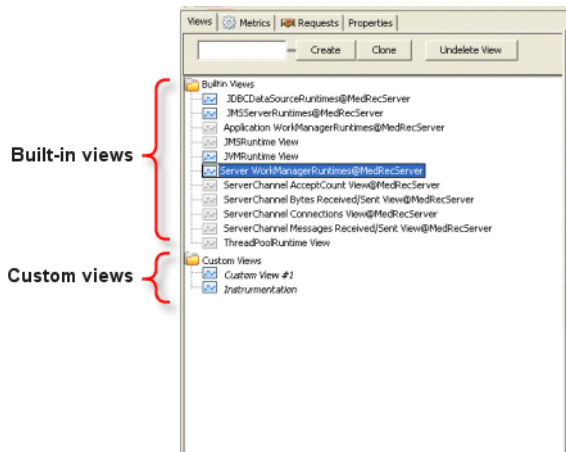 Views Metrics Requests Properties
Create Clone Undelete View
Builtin Views
JDBCDataSourceRuntimes@MedRecServer
JMSServerRuntimes@MedRecServer
Application WorkManagerRuntimes@MedRecServer
JMSRuntime View
Built-in views
JVMRuntime View
Server WorkManagerRuntimes@MedRecServer
ServerChannel AcceptCount View@MedRecServer
ServerChannel Bytes Received/Sent View@MedRecServer
ServerChannel Connections View@MedRecServer
ServerChannel Messages Received/Sent View@MedRecServer
ThreadPoolRuntime View
Custom Views
Custom views
Custom View #1
Instrurmentation